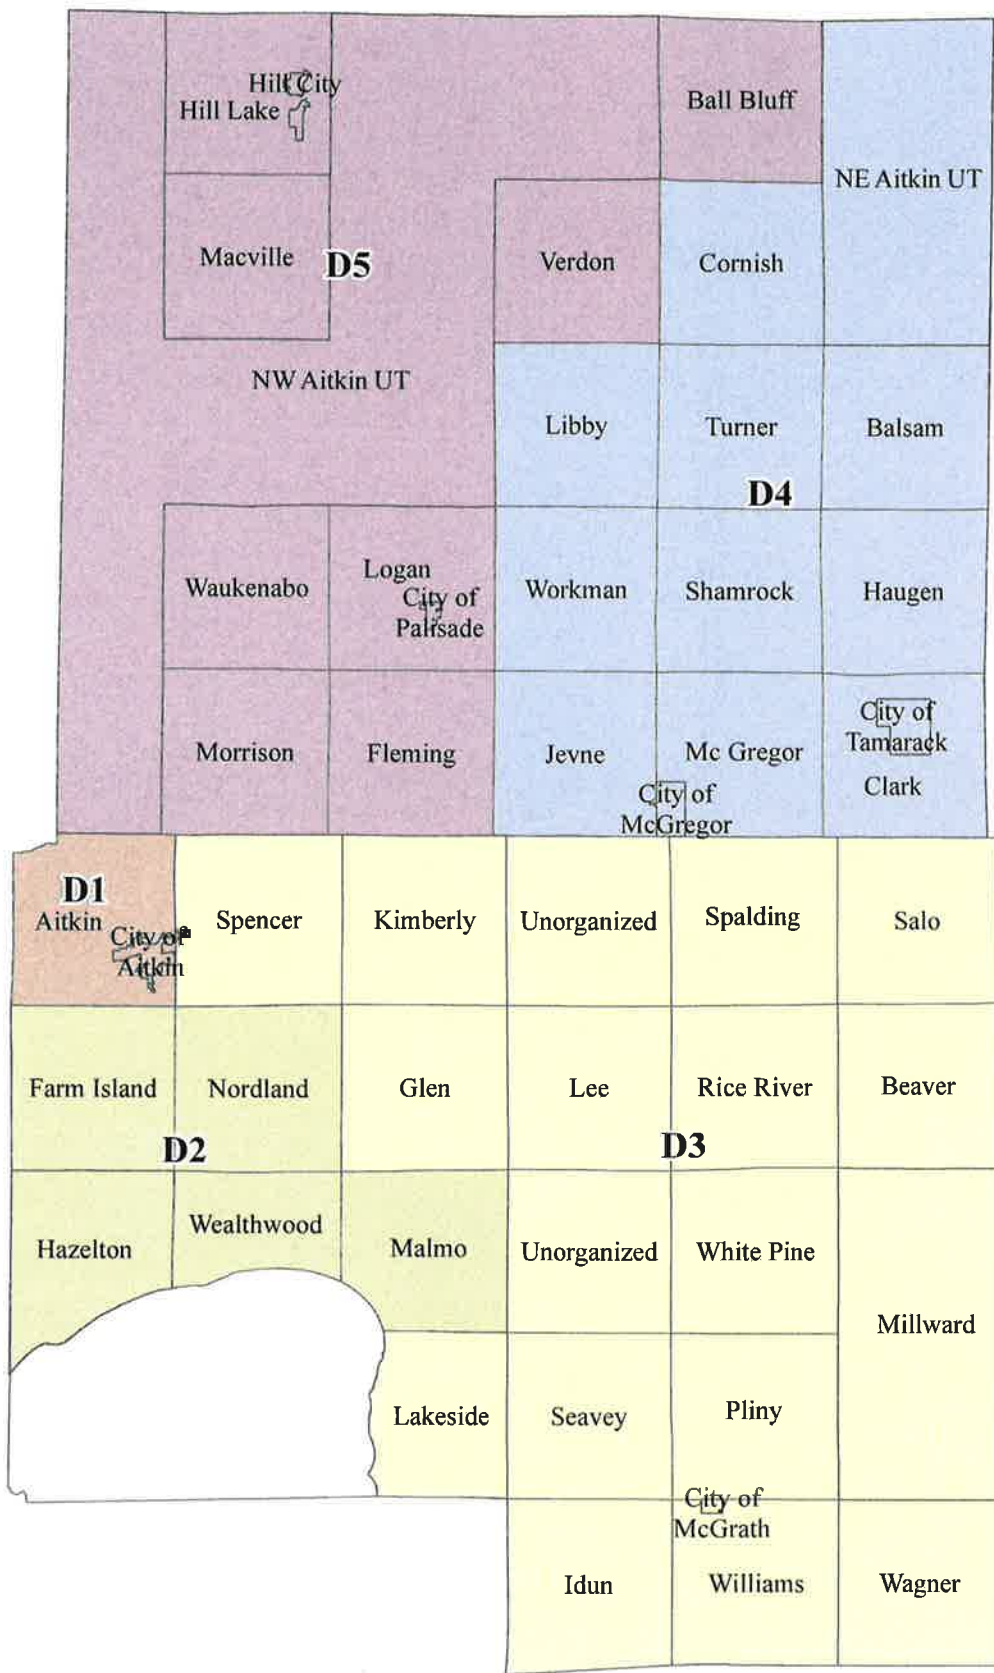 Hill City
Hill Lake
Ball Bluff
NE Aitkin UT
Macville
D5
Verdon
Cornish
NW Aitkin UT
Libby
Turner
Balsam
D4
Waukenabo
Logan
City of
Palisade
Workman
Shamrock
Haugen
Morrison
Fleming
Jevne
Mc Gregor
City of
McGregor
City of
Tamarack
Clark
D1
Aitkin
City of
Aitkin
Spencer
Kimberly
Unorganized
Spalding
Salo
Farm Island
Nordland
Glen
Lee
Rice River
Beaver
D2
D3
Hazelton
Wealthwood
Malmo
Unorganized
White Pine
Millward
Lakeside
Seavey
Pliny
City of
McGrath
Idun
Williams
Wagner